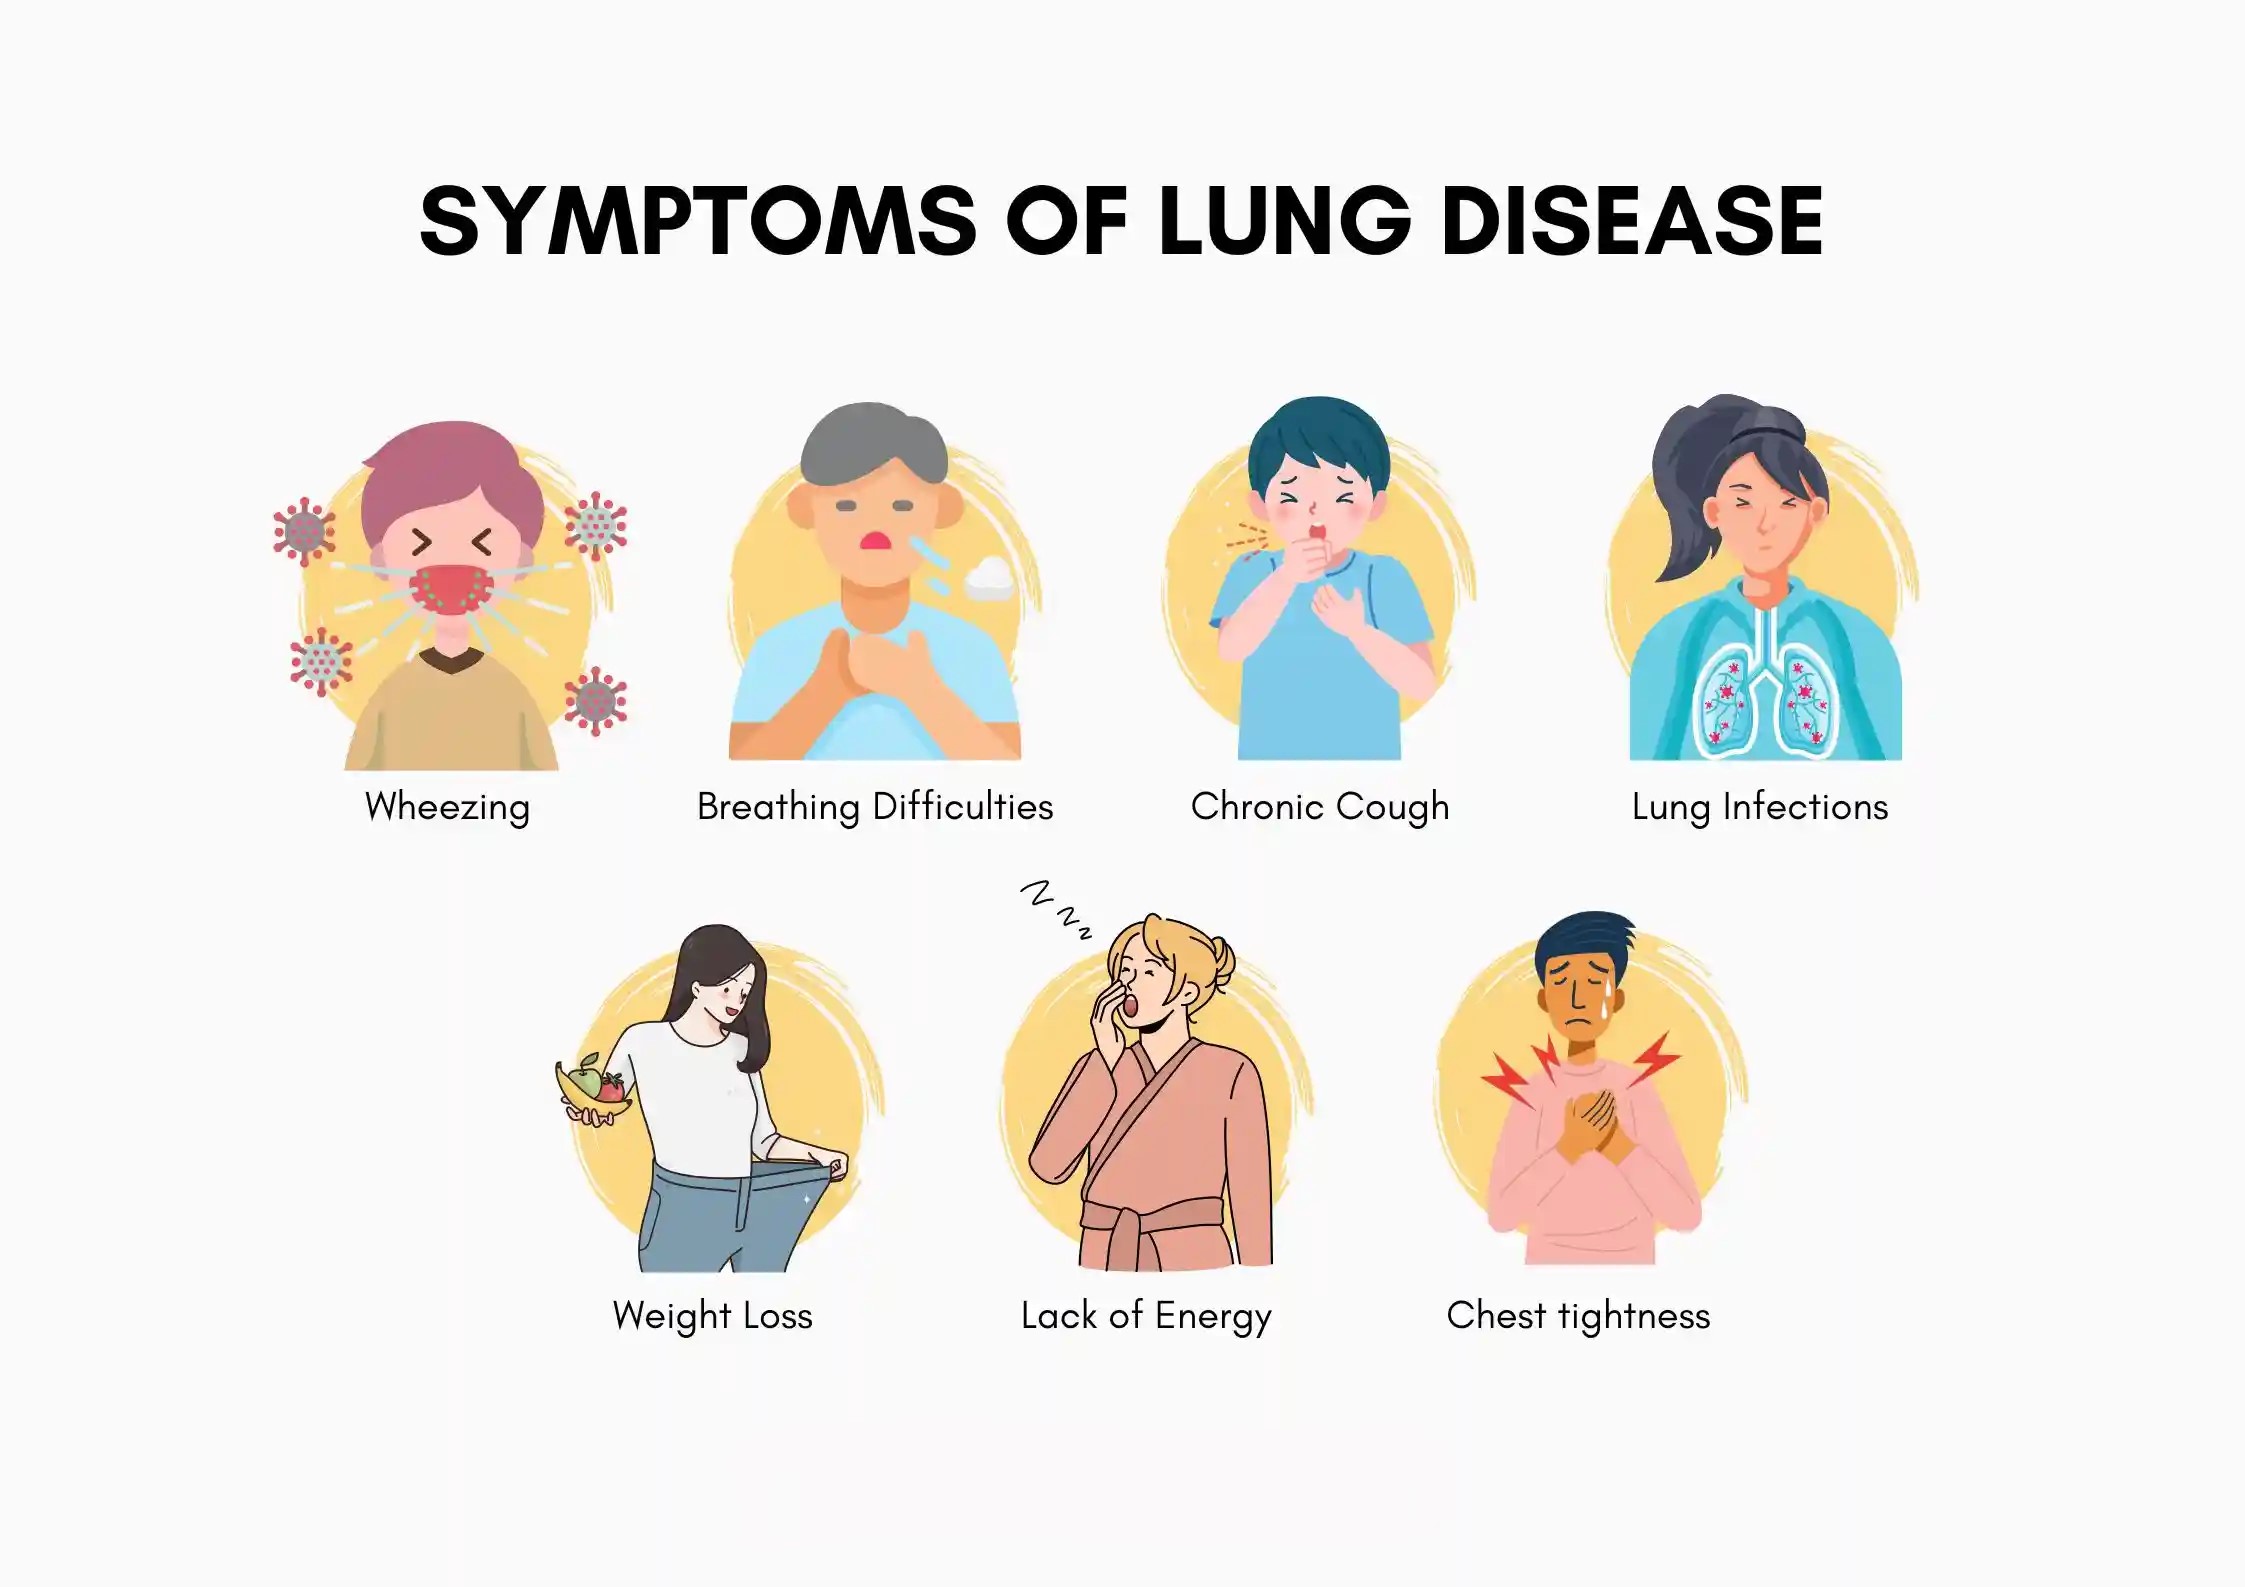 SYMPTOMS OF LUNG DISEASE
Wheezing
Breathing Difficulties
Chronic Cough
Lung Infections
Weight Loss
Lack of Energy
Chest tightness